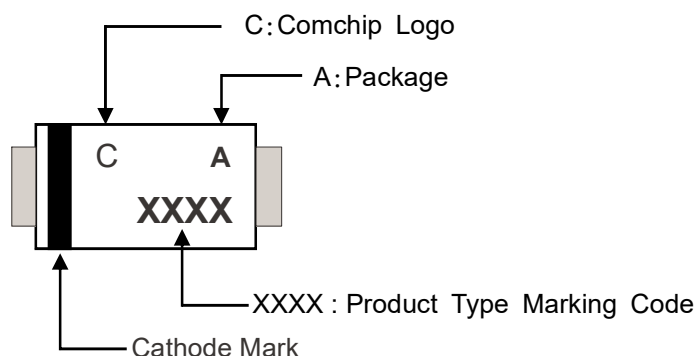 C:Comchip Logo
A:Package
C A
XXXX
XXXX : Product Type Marking Code
Cathode Mark